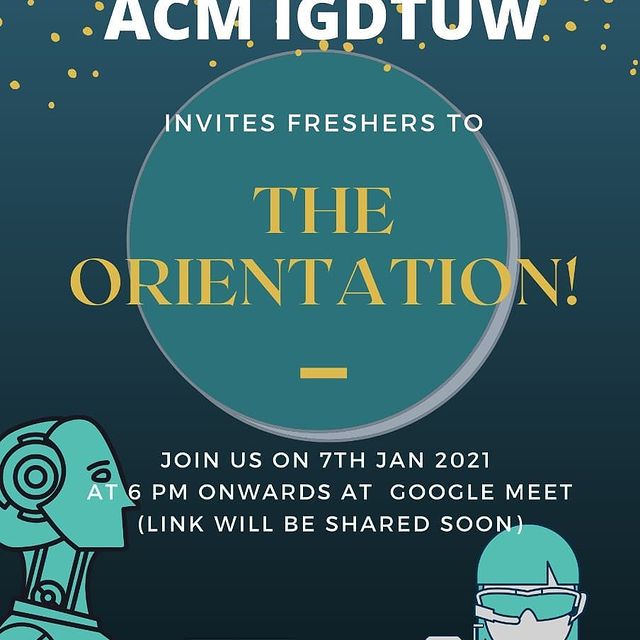 ACM IGDTUW
INVITES FRESHERS TO
THE
ORIENTATION!
JOIN US ON 7TH JAN 2021
AT 6 PM ONWARDS AT GOOGLE MEET
(LINK WILL BE SHARED SOON)